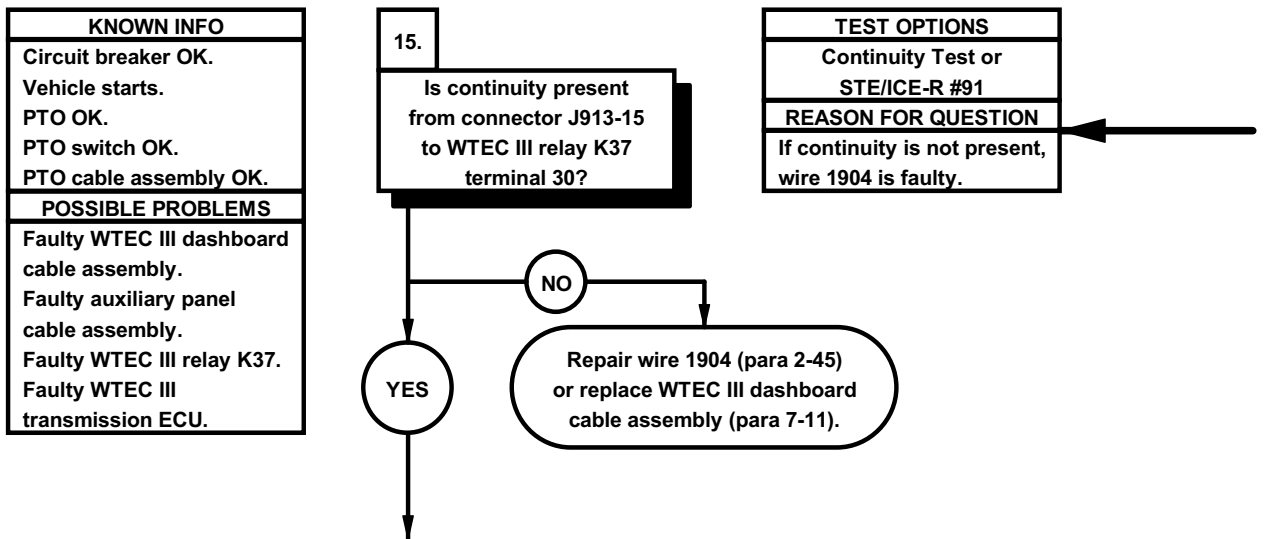 KNOWN INFO
Circuit breaker OK.
Vehicle starts.
PTO OK.
PTO switch OK.
PTO cable assembly OK.
POSSIBLE PROBLEMS
Faulty WTEC III dashboard
cable assembly.
Faulty auxiliary panel
cable assembly.
Faulty WTEC III relay K37.
Faulty WTEC III
transmission ECU.
15.
Is continuity present
from connector J913-15
to WTEC III relay K37
terminal 30?
TEST OPTIONS
Continuity Test or
STE/ICE-R #91
REASON FOR QUESTION
If continuity is not present,
wire 1904 is faulty.
NO
YES
Repair wire 1904 (para 2-45)
or replace WTEC III dashboard
cable assembly (para 7-11).